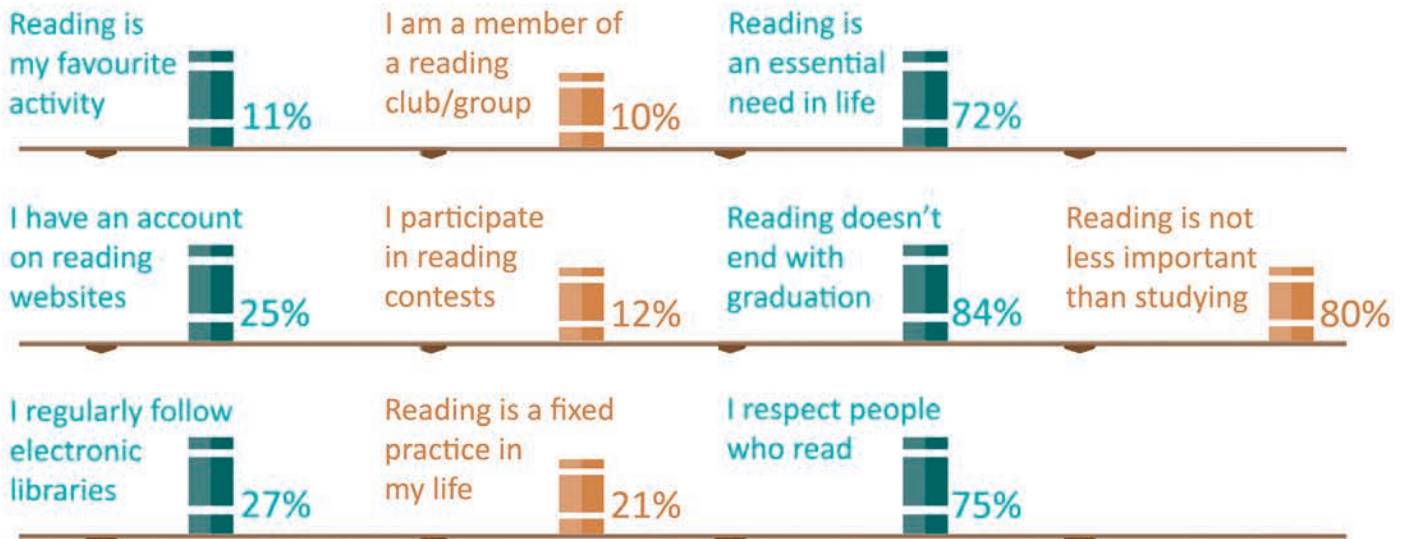 Reading is
my favourite
activity
11%
I am a member of
a reading
club/group
10%
Reading is
an essential
need in life
72%
I have an account
on reading
websites
25%
I participate
in reading
contests
12%
Reading doesn’t
end with
graduation
84%
Reading is not
less important
than studying
80%
I regularly follow
electronic
libraries
27%
Reading is a fixed
practice in
my life
21%
I respect people
who read
75%